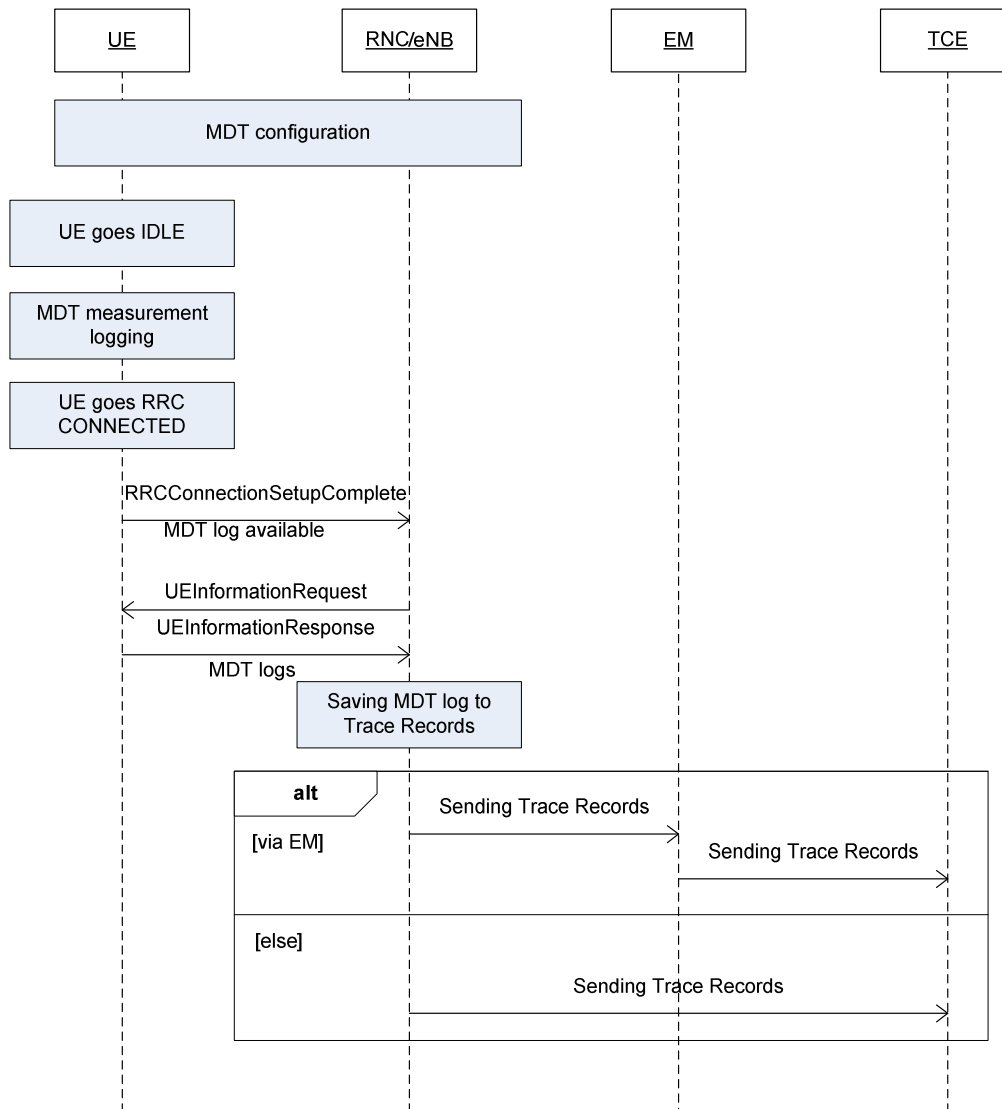 UE
RNC/eNB
EM
TCE
MDT configuration
UE goes IDLE
MDT measurement
logging
UE goes RRC
CONNECTED
RRCConnectionSetupComplete
MDT log available
UEInformationRequest
UEInformationResponse
MDT logs
Saving MDT log to
Trace Records
alt
Sending Trace Records
[via EM]
Sending Trace Records
[else]
Sending Trace Records